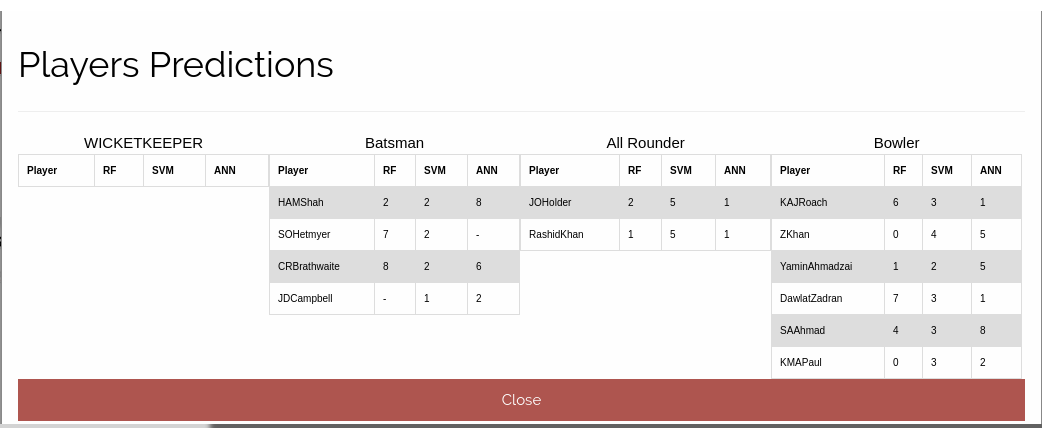 Players Predictions
WICKETKEEPER Batsman All Rounder Bowler
Player RF SVM ANN Player RF SVM ANN Player RF SVM ANN Player RF SVM ANN
HAMShah 2 2 8 JOHolder 2 5 1 KAJRoach 6 3 1
SOHetmyer 7 2 - RashidKhan 1 5 1 ZKhan 0 4 5
CRBrathwaite 8 2 6 YaminAhmadzai 1 2 5
JDCampbell - 1 2 DawlatZadran 7 3 1
SAAhmad 4 3 8
KMAPaul 0 3 2
Close